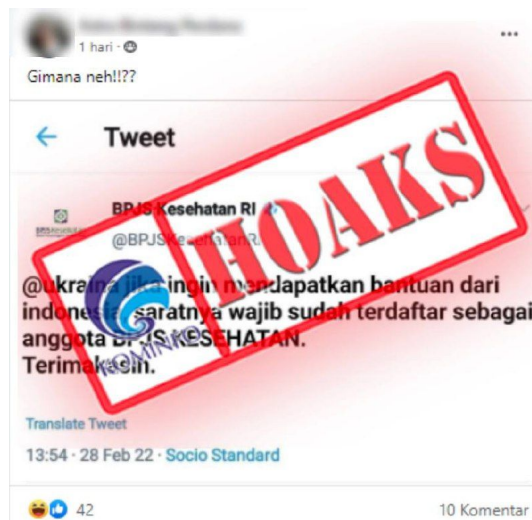 1 hari
Gimana neh!!??
Tweet
HOAKS
BPJS Kesehatan RI
@BPJSKesehatanRI
@ukraina jika ingin mendapatkan bantuan dari
indonesia, saratnya wajib sudah terdaftar sebagai
anggota BPJS KESEHATAN.
Terimakasih.
KOMINFO
Translate Tweet
13:54 · 28 Feb 22 · Socio Standard
42
10 Komentar